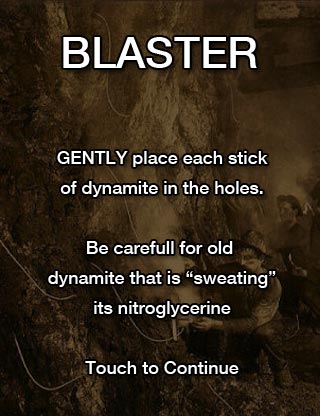 BLASTER
GENTLY place each stick
of dynamite in the holes.
Be carefull for old
dynamite that is “sweating”
its nitroglycerine
Touch to Continue